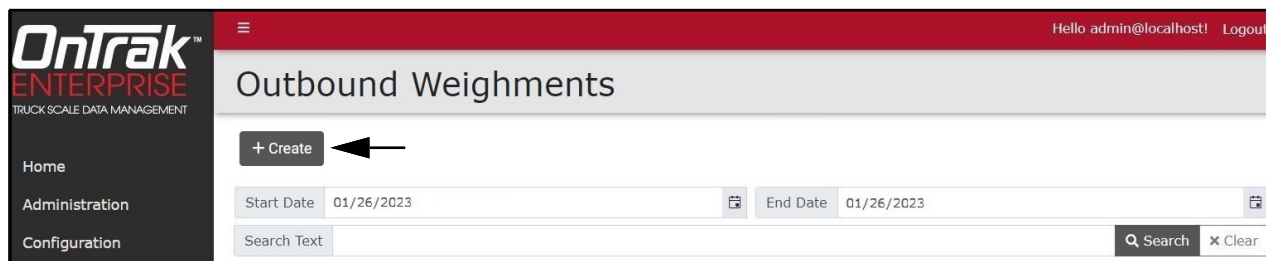 OnTrak™
ENTERPRISE
TRUCK SCALE DATA MANAGEMENT
Home
Administration
Configuration
Hello admin@localhost! Logout
Outbound Weighments
+ Create
Start Date 01/26/2023 End Date 01/26/2023
Search Text Search × Clear